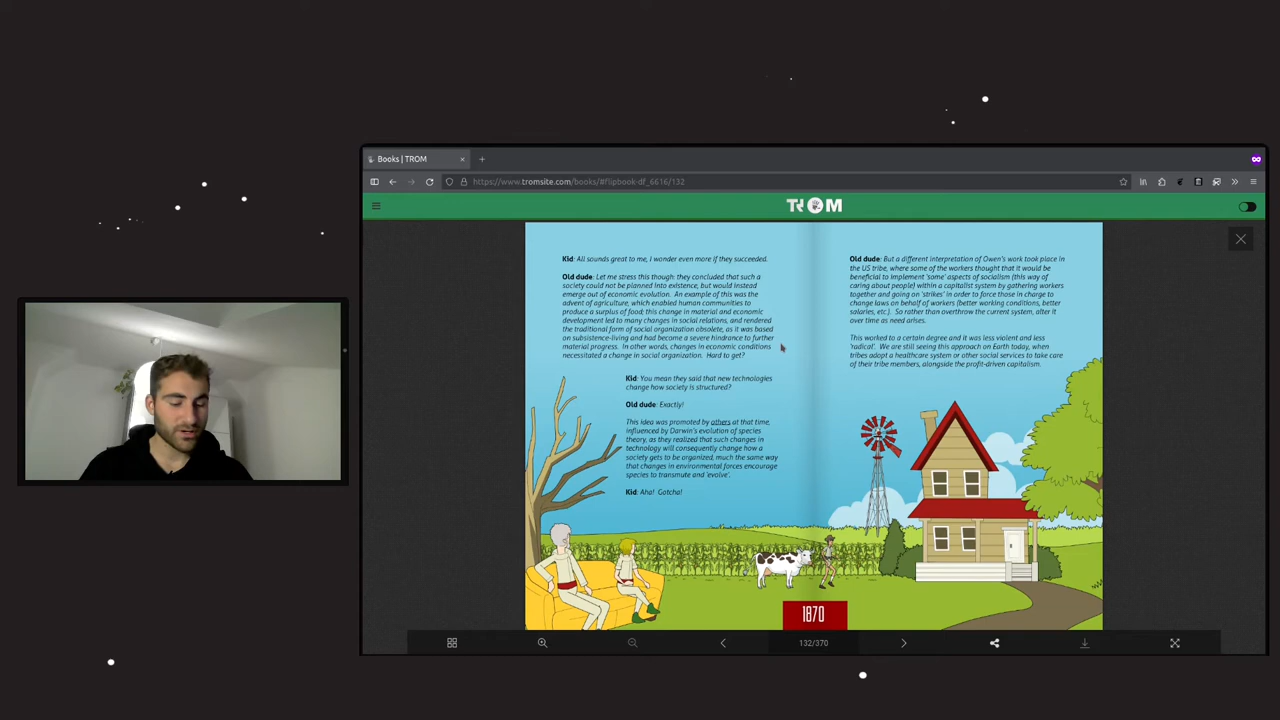 Books | TROM
https://www.tromsite.com/books/#flipbook-df_6616/132
TROM
Kid: All sounds great to me, I wonder even more if they succeeded.
Old dude: Let me stress this though: they concluded that such a
society could not be planned into existence, but would instead
emerge out of economic evolution. An example of this was the
advent of agriculture, which enabled human communities to
produce a surplus of food; this change in material and economic
development led to many changes in social relations, and rendered
the traditional form of social organization obsolete, as it was based
on subsistence-living and had become a severe hindrance to further
material progress. In other words, changes in economic conditions
necessitated a change in social organization. Hard to get?
Kid: You mean they said that new technologies
change how society is structured?
Old dude: Exactly!
This idea was promoted by others at that time,
influenced by Darwin's evolution of species
theory, as they realized that such changes in
technology will consequently change how a
society gets to be organized, much the same way
that changes in environmental forces encourage
species to transmute and 'evolve'.
Kid: Aha! Gotcha!
Old dude: But a different interpretation of Owen's work took place in
the US tribe, where some of the workers thought that it would be
beneficial to implement 'some' aspects of socialism (this way of
caring about people) within a capitalist system by gathering workers
together and going on 'strikes' in order to force those in charge to
change laws on behalf of workers (better working conditions, better
salaries, etc.). So rather than overthrow the current system, alter it
over time as need arises.
This worked to a certain degree and it was less violent and less
'radical'. We are still seeing this approach on Earth today, when
tribes adopt a healthcare system or other social services to take care
of their tribe members, alongside the profit-driven capitalism.
1870
132/370